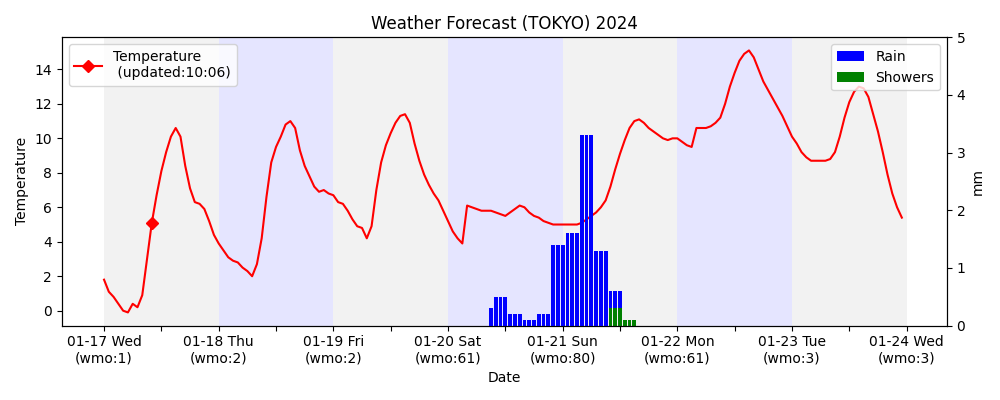 Weather Forecast (TOKYO) 2024
Temperature
(updated:10:06)
Rain
Showers
Temperature
14
12
10
8
6
4
2
0
5
4
3
2
1
0
mm
01-17 Wed 01-18 Thu 01-19 Fri 01-20 Sat 01-21 Sun 01-22 Mon 01-23 Tue 01-24 Wed
(wmo:1) (wmo:2) (wmo:2) (wmo:61) (wmo:80) (wmo:61) (wmo:3) (wmo:3)
Date